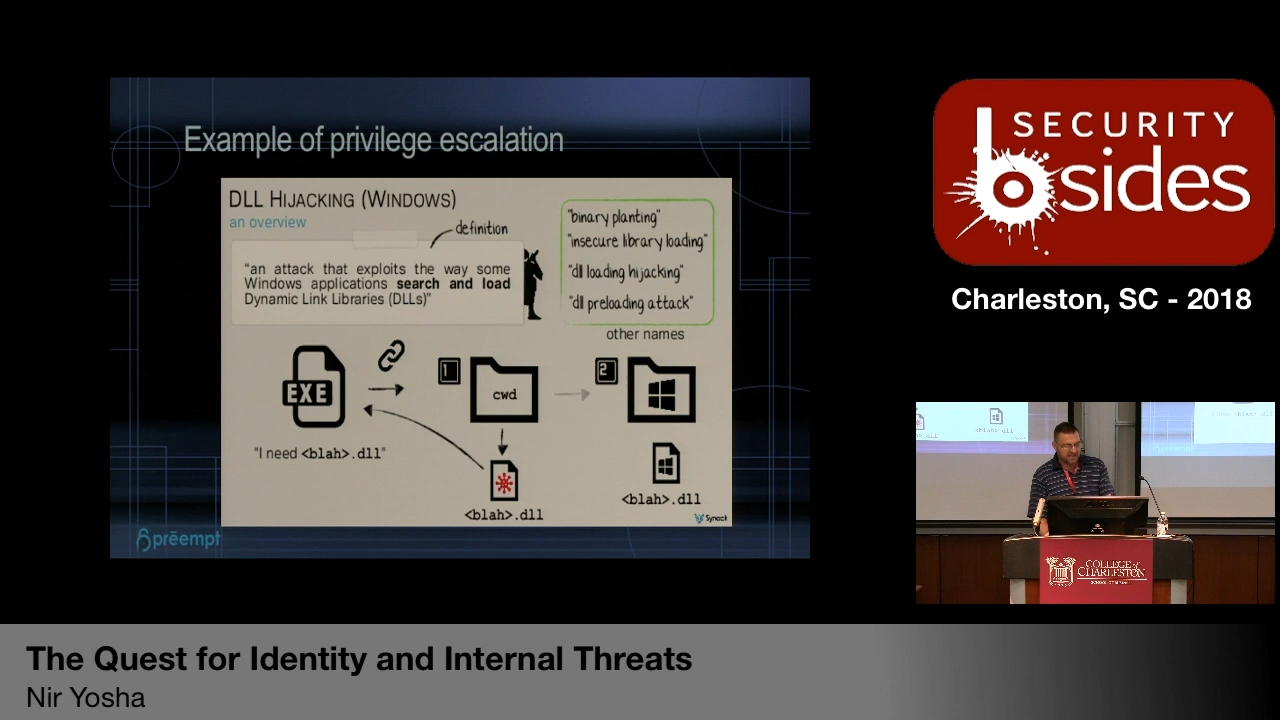 Example of privilege escalation
DLL HIJACKING (WINDOWS)
an overview
definition
"an attack that exploits the way some
Windows applications search and load
Dynamic Link Libraries (DLLs)"
"binary planting"
"insecure library loading"
"dll loading hijacking"
"dll preloading attack"
other names
EXE
1
cwd
2
"I need <blah>.dll"
<blah>.dll
<blah>.dll
Synack
preempt
SECURITY
bsides
Charleston, SC - 2018
COLLEGE of
CHARLESTON
The Quest for Identity and Internal Threats
Nir Yosha